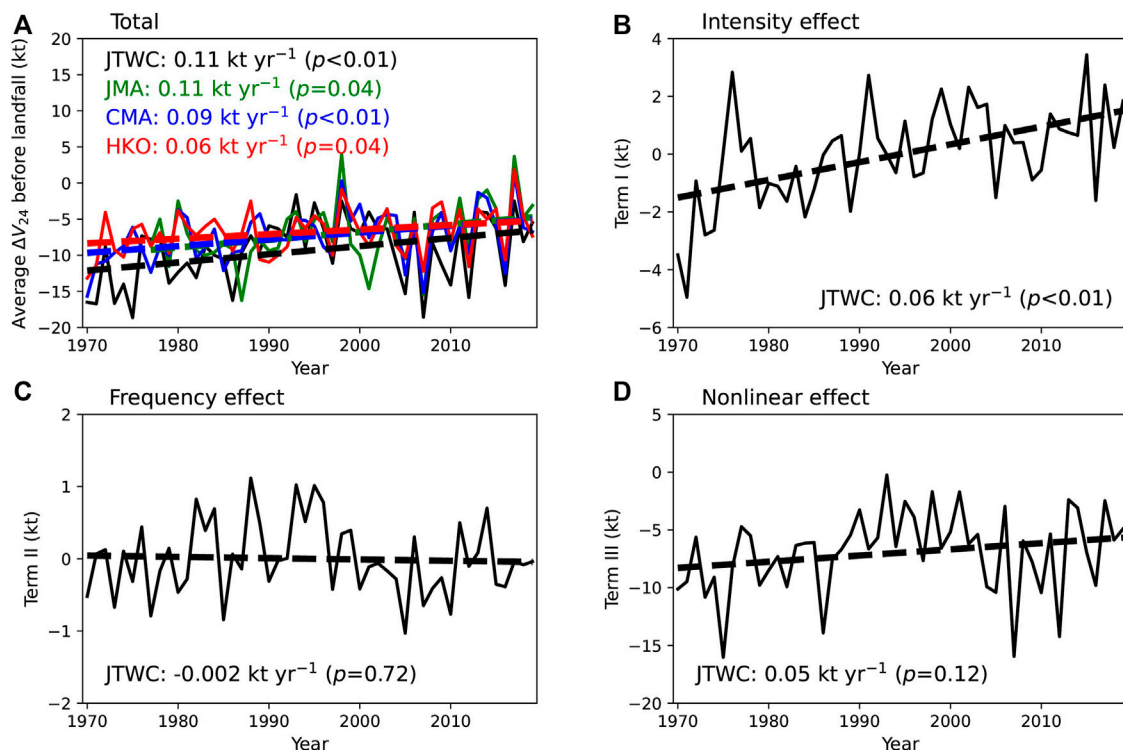 A Total
20
15
10
5
0
−5
−10
−15
−20
Average ΔV₂₄ before landfall (kt)
JTWC: 0.11 kt yr⁻¹ (p<0.01)
JMA: 0.11 kt yr⁻¹ (p=0.04)
CMA: 0.09 kt yr⁻¹ (p<0.01)
HKO: 0.06 kt yr⁻¹ (p=0.04)
1970 1980 1990 2000 2010
Year
B Intensity effect
4
2
0
−2
−4
−6
Term I (kt)
JTWC: 0.06 kt yr⁻¹ (p<0.01)
1970 1980 1990 2000 2010
Year
C Frequency effect
2
1
0
−1
−2
Term II (kt)
JTWC: -0.002 kt yr⁻¹ (p=0.72)
1970 1980 1990 2000 2010
Year
D Nonlinear effect
5
0
−5
−10
−15
−20
Term III (kt)
JTWC: 0.05 kt yr⁻¹ (p=0.12)
1970 1980 1990 2000 2010
Year